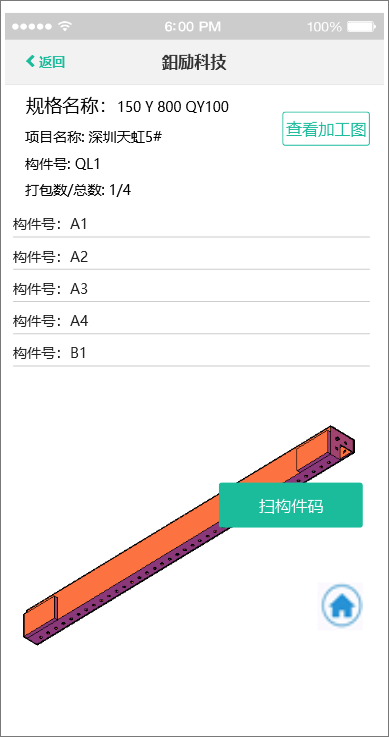 6:00 PM 100%
返回 鈤励科技
规格名称：150 Y 800 QY100
查看加工图
项目名称: 深圳天虹5#
构件号: QL1
打包数/总数: 1/4
构件号：A1
构件号：A2
构件号：A3
构件号：A4
构件号：B1
扫构件码